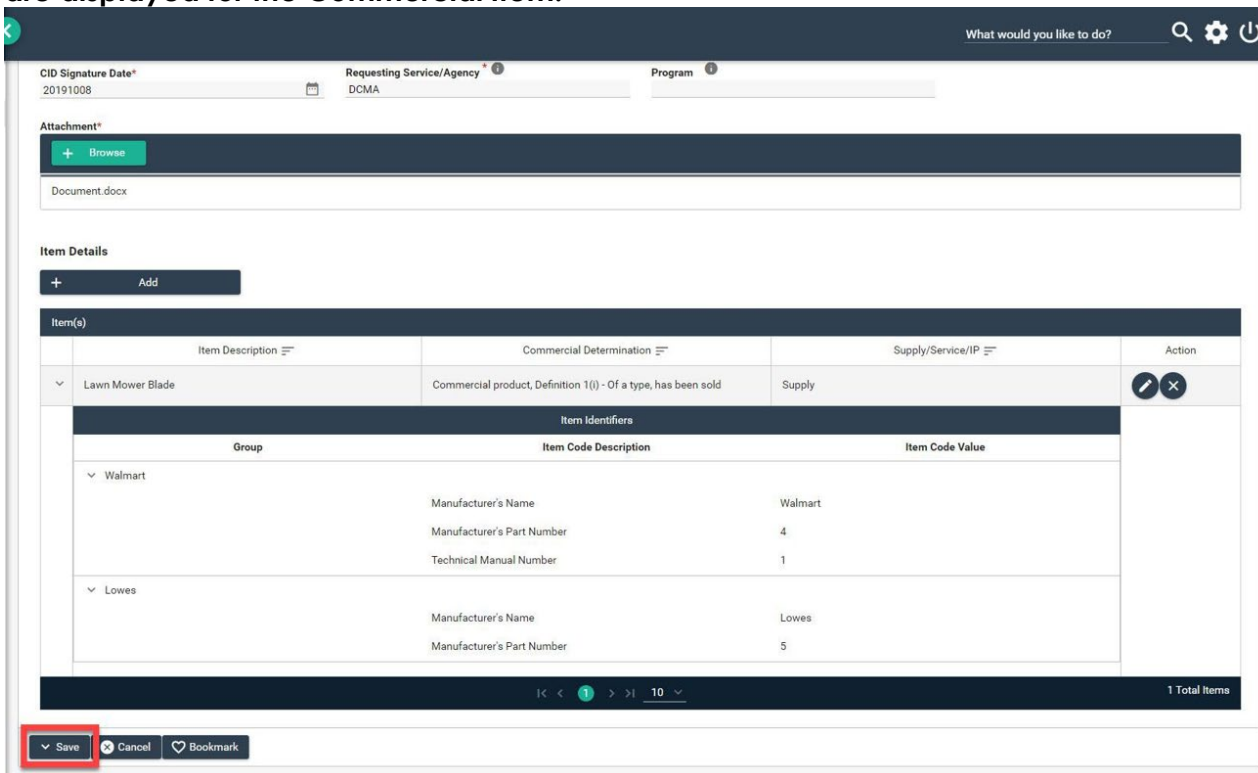 are displayed for the Commercial Item.
What would you like to do?
CID Signature Date* Requesting Service/Agency * Program
20191008 DCMA
Attachment*
+ Browse
Document.docx
Item Details
+ Add
Item(s)
Item Description Commercial Determination Supply/Service/IP Action
Lawn Mower Blade Commercial product, Definition 1(i) - Of a type, has been sold Supply
Item Identifiers
Group Item Code Description Item Code Value
Walmart
Manufacturer's Name Walmart
Manufacturer's Part Number 4
Technical Manual Number 1
Lowes
Manufacturer's Name Lowes
Manufacturer's Part Number 5
|< < 1 > >| 10 1 Total Items
Save Cancel Bookmark